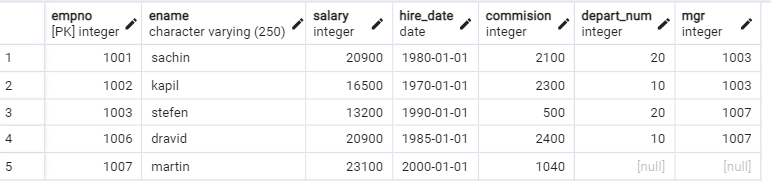 empno ename salary hire_date commision depart_num mgr
[PK] integer character varying (250) integer date integer integer integer
1 1001 sachin 20900 1980-01-01 2100 20 1003
2 1002 kapil 16500 1970-01-01 2300 10 1003
3 1003 stefen 13200 1990-01-01 500 20 1007
4 1006 dravid 20900 1985-01-01 2400 10 1007
5 1007 martin 23100 2000-01-01 1040 [null] [null]